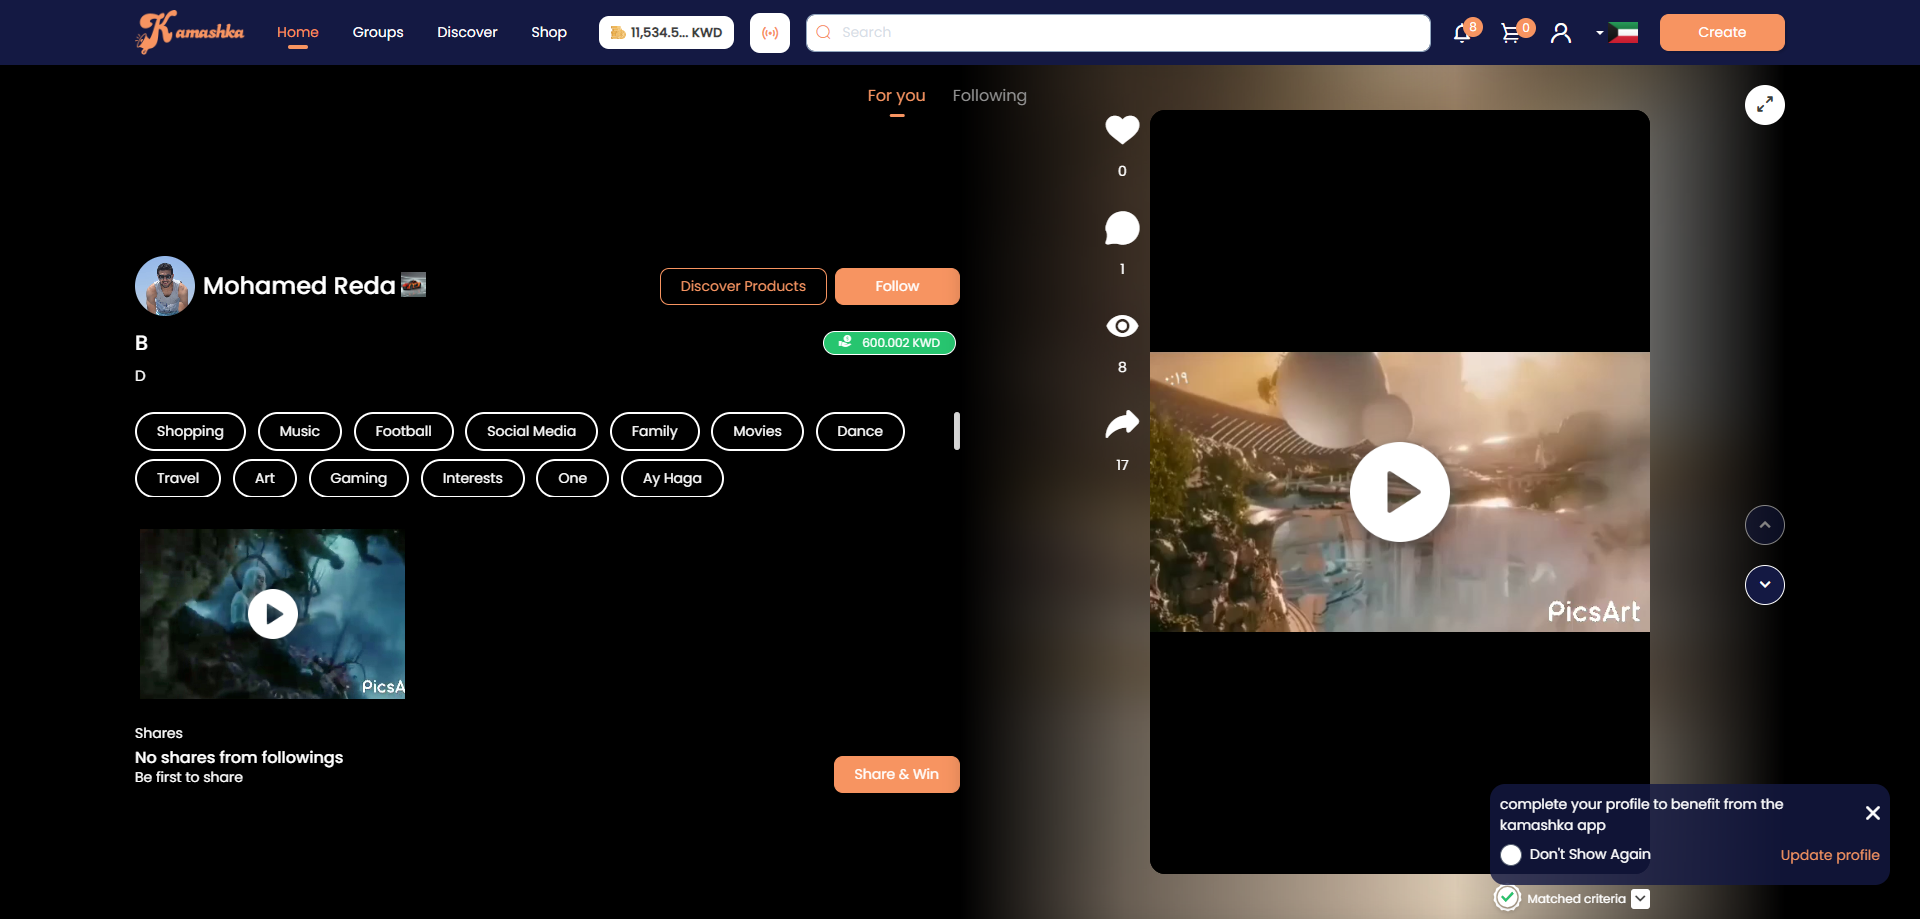 Kamashka
Home
Groups
Discover
Shop
11,534.5... KWD
Search
8
0
Create
For you
Following
0
1
8
17
Mohamed Reda
Discover Products
Follow
B
600.002 KWD
D
Shopping
Music
Football
Social Media
Family
Movies
Dance
Travel
Art
Gaming
Interests
One
Ay Haga
PicsA
٠:١٩
PicsArt
Shares
No shares from followings
Be first to share
Share & Win
complete your profile to benefit from the
kamashka app
Don't Show Again
Update profile
Matched criteria